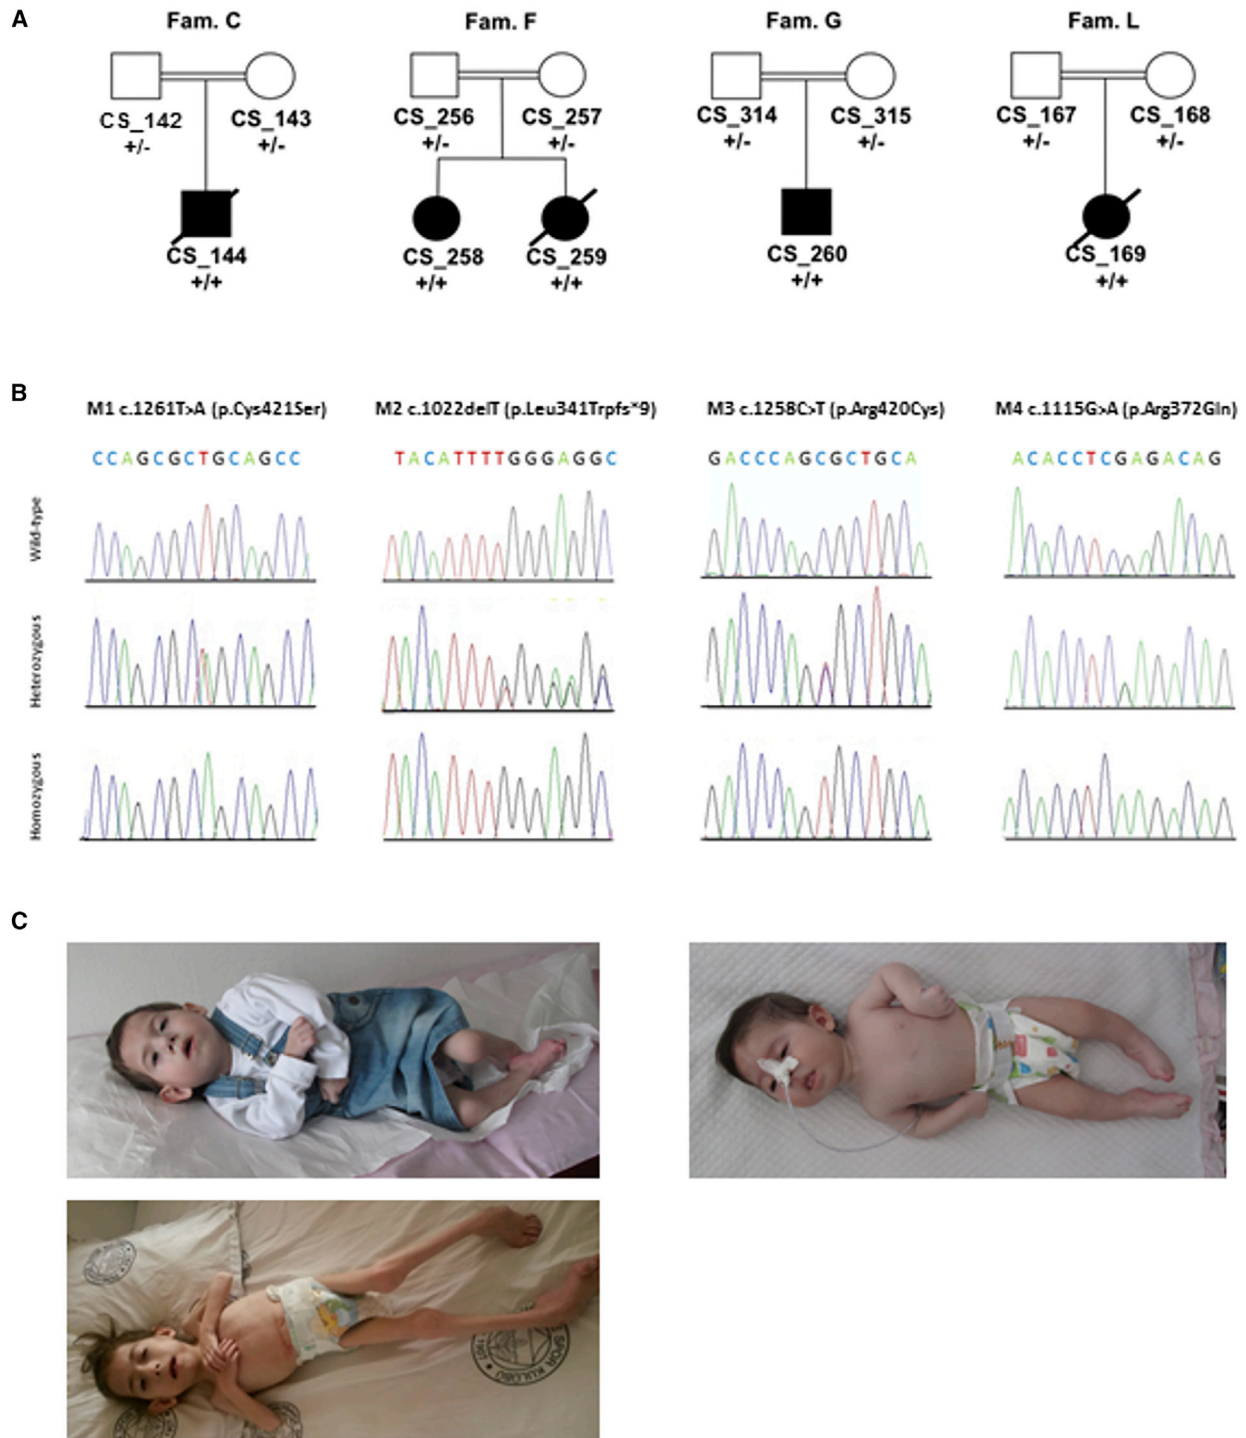 A
Fam. C
Fam. F
Fam. G
Fam. L
CS_142
+/-
CS_143
+/-
CS_256
+/-
CS_257
+/-
CS_314
+/-
CS_315
+/-
CS_167
+/-
CS_168
+/-
CS_144
+/+
CS_258
+/+
CS_259
+/+
CS_260
+/+
CS_169
+/+
B
M1 c.1261T>A (p.Cys421Ser)
M2 c.1022delT (p.Leu341Trpfs*9)
M3 c.1258C>T (p.Arg420Cys)
M4 c.1115G>A (p.Arg372Gln)
CCAGCGCTGCAGCC
TACATTTTGGGAGGC
GACCCAGCGCTGCA
ACACCTCGAGACAG
Wild-type
Heterozygous
Homozygous
C
SPOR KULÜBÜ